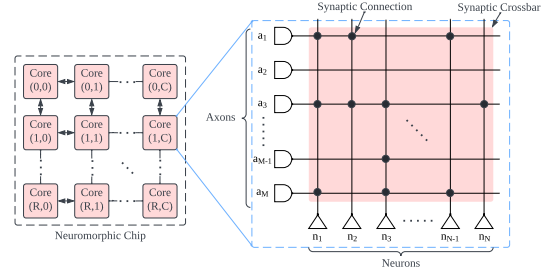 Synaptic Connection
Synaptic Crossbar
Core
(0,0)
Core
(0,1)
Core
(0,C)
Core
(1,0)
Core
(1,1)
Core
(1,C)
Core
(R,0)
Core
(R,1)
Core
(R,C)
Neuromorphic Chip
Axons
a1
a2
a3
aM-1
aM
n1
n2
n3
nN-1
nN
Neurons